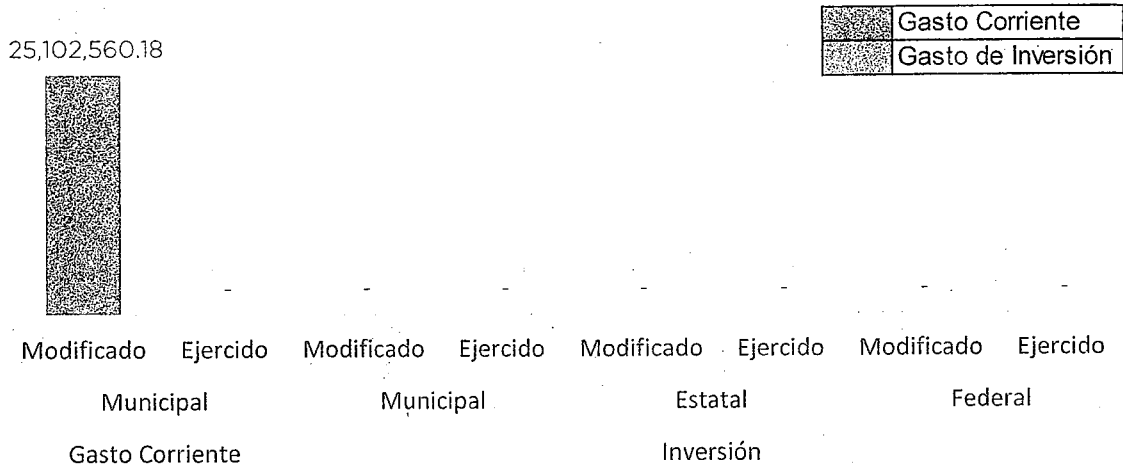 Gasto Corriente
Gasto de Inversión
25,102,560.18
- - - - - - -
Modificado Ejercido Modificado Ejercido Modificado Ejercido Modificado Ejercido
Municipal Municipal Estatal Federal
Gasto Corriente Inversión